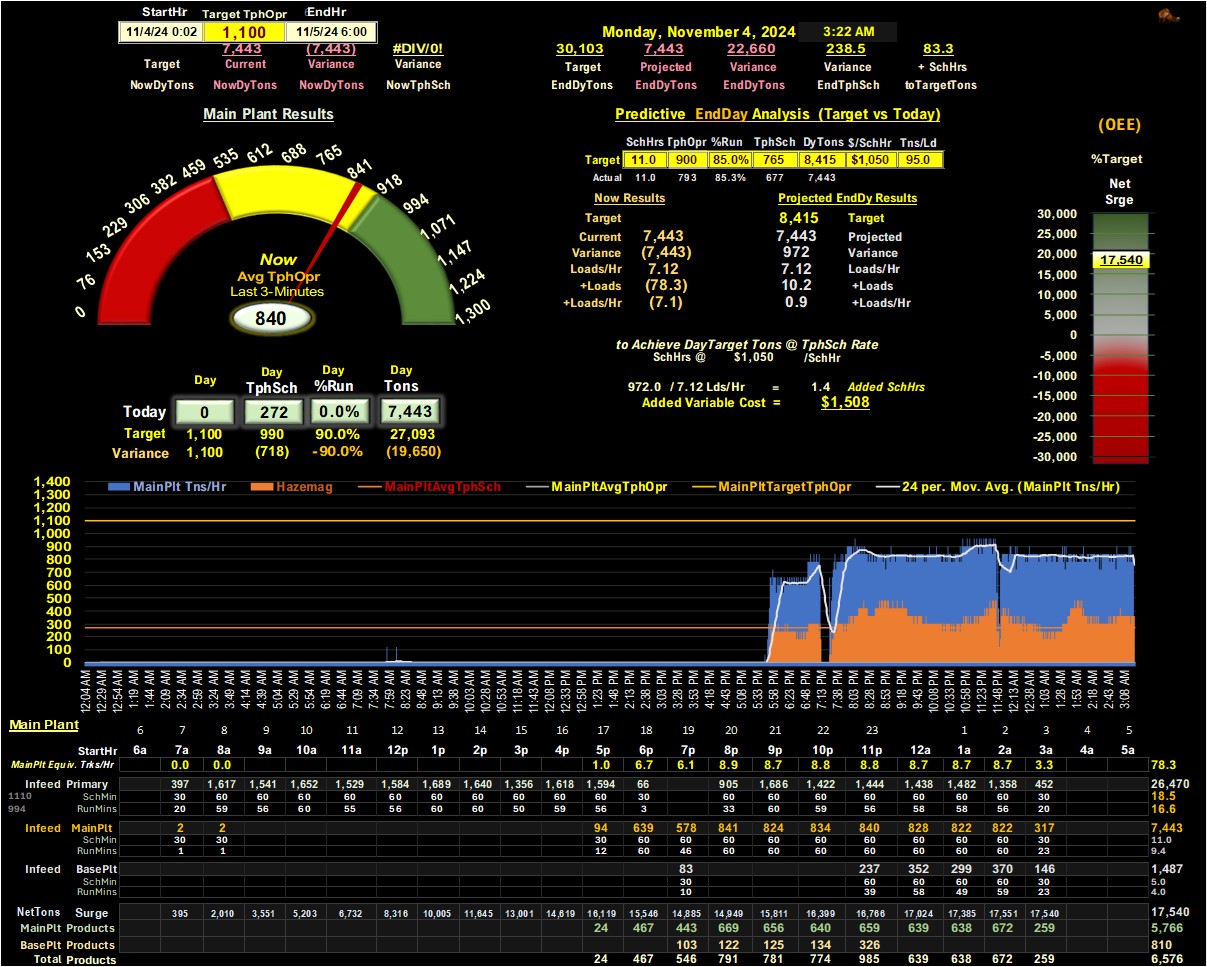 StartHr Target TphOpr EndHr
11/4/24 0:02 1,100 11/5/24 6:00
Monday, November 4, 2024 3:22 AM
7,443 (7,443) #DIV/0! 30,103 7,443 22,660 238.5 83.3
Target Current Variance Variance Target Projected Variance Variance + SchHrs
NowDyTons NowDyTons NowDyTons NowTphSch EndDyTons EndDyTons EndDyTons EndTphSch toTargetTons
Main Plant Results
0 76 153 229 306 382 459 535 612 688 765 841 918 994 1,071 1,147 1,224 1,300
Now
Avg TphOpr
Last 3-Minutes
840
Predictive EndDay Analysis (Target vs Today)
SchHrs TphOpr %Run TphSch DyTons $/SchHr Tns/Ld
Target 11.0 900 85.0% 765 8,415 $1,050 95.0
Actual 11.0 793 85.3% 677 7,443
Now Results Projected EndDy Results
Target 8,415 Target
Current 7,443 7,443 Projected
Variance (7,443) 972 Variance
Loads/Hr 7.12 7.12 Loads/Hr
+Loads (78.3) 10.2 +Loads
+Loads/Hr (7.1) 0.9 +Loads/Hr
to Achieve DayTarget Tons @ TphSch Rate
SchHrs @ $1,050 /SchHr
972.0 / 7.12 Lds/Hr = 1.4 Added SchHrs
Added Variable Cost = $1,508
(OEE)
%Target
Net
Srge
30,000
25,000
20,000
17,540
15,000
10,000
5,000
0
-5,000
-10,000
-15,000
-20,000
-25,000
-30,000
Day Day Day Day
TphSch %Run Tons
Today 0 272 0.0% 7,443
Target 1,100 990 90.0% 27,093
Variance 1,100 (718) -90.0% (19,650)
MainPlt Tns/Hr Hazemag MainPltAvgTphSch MainPltAvgTphOpr MainPltTargetTphOpr 24 per. Mov. Avg. (MainPlt Tns/Hr)
1,400
1,300
1,200
1,100
1,000
900
800
700
600
500
400
300
200
100
0
12:04 AM 12:29 AM 12:54 AM 1:19 AM 1:44 AM 2:09 AM 2:34 AM 2:59 AM 3:24 AM 3:49 AM 4:14 AM 4:39 AM 5:04 AM 5:29 AM 5:54 AM 6:19 AM 6:44 AM 7:09 AM 7:34 AM 7:59 AM 8:23 AM 8:48 AM 9:13 AM 9:38 AM 10:03 AM 10:28 AM 10:53 AM 11:18 AM 11:43 AM 12:08 PM 12:33 PM 12:58 PM 1:23 PM 1:48 PM 2:13 PM 2:38 PM 3:03 PM 3:28 PM 3:53 PM 4:18 PM 4:43 PM 5:08 PM 5:33 PM 5:58 PM 6:23 PM 6:48 PM 7:13 PM 7:38 PM 8:03 PM 8:28 PM 8:53 PM 9:18 PM 9:43 PM 10:08 PM 10:33 PM 10:58 PM 11:23 PM 11:48 PM 12:13 AM 12:38 AM 1:03 AM 1:28 AM 1:53 AM 2:18 AM 2:43 AM 3:08 AM
Main Plant 6 7 8 9 10 11 12 13 14 15 16 17 18 19 20 21 22 23 1 2 3 4 5
StartHr 6a 7a 8a 9a 10a 11a 12p 1p 2p 3p 4p 5p 6p 7p 8p 9p 10p 11p 12a 1a 2a 3a 4a 5a
MainPlt Equiv. Trks/Hr 0.0 0.0 1.0 6.7 6.1 8.9 8.7 8.8 8.8 8.7 8.7 8.7 3.3 78.3
Infeed Primary 397 1,617 1,541 1,652 1,529 1,584 1,689 1,640 1,356 1,618 1,594 66 905 1,686 1,422 1,444 1,438 1,482 1,358 452 26,470
1110 SchMin 30 60 60 60 60 60 60 60 60 60 60 30 60 60 60 60 60 60 60 30 18.5
994 RunMins 20 59 56 60 55 56 56 60 50 59 56 3 33 60 59 56 58 58 56 20 16.6
Infeed MainPlt 2 2 94 639 578 841 824 834 840 828 822 822 317 7,443
SchMin 30 30 30 60 60 60 60 60 60 60 60 60 30 11.0
RunMins 1 1 12 60 46 60 60 60 60 60 60 60 23 9.4
Infeed BasePlt 83 237 352 299 370 146 1,487
SchMin 30 60 60 60 60 30 5.0
RunMins 10 39 58 49 59 23 4.0
NetTons Surge 395 2,010 3,551 5,203 6,732 8,316 10,005 11,645 13,001 14,619 16,119 15,546 14,885 14,949 15,811 16,399 16,766 17,024 17,385 17,551 17,540 17,540
MainPlt Products 24 467 443 669 656 640 659 639 638 672 259 5,766
BasePlt Products 103 122 125 134 326 810
Total Products 24 467 546 791 781 774 985 639 638 672 259 6,576